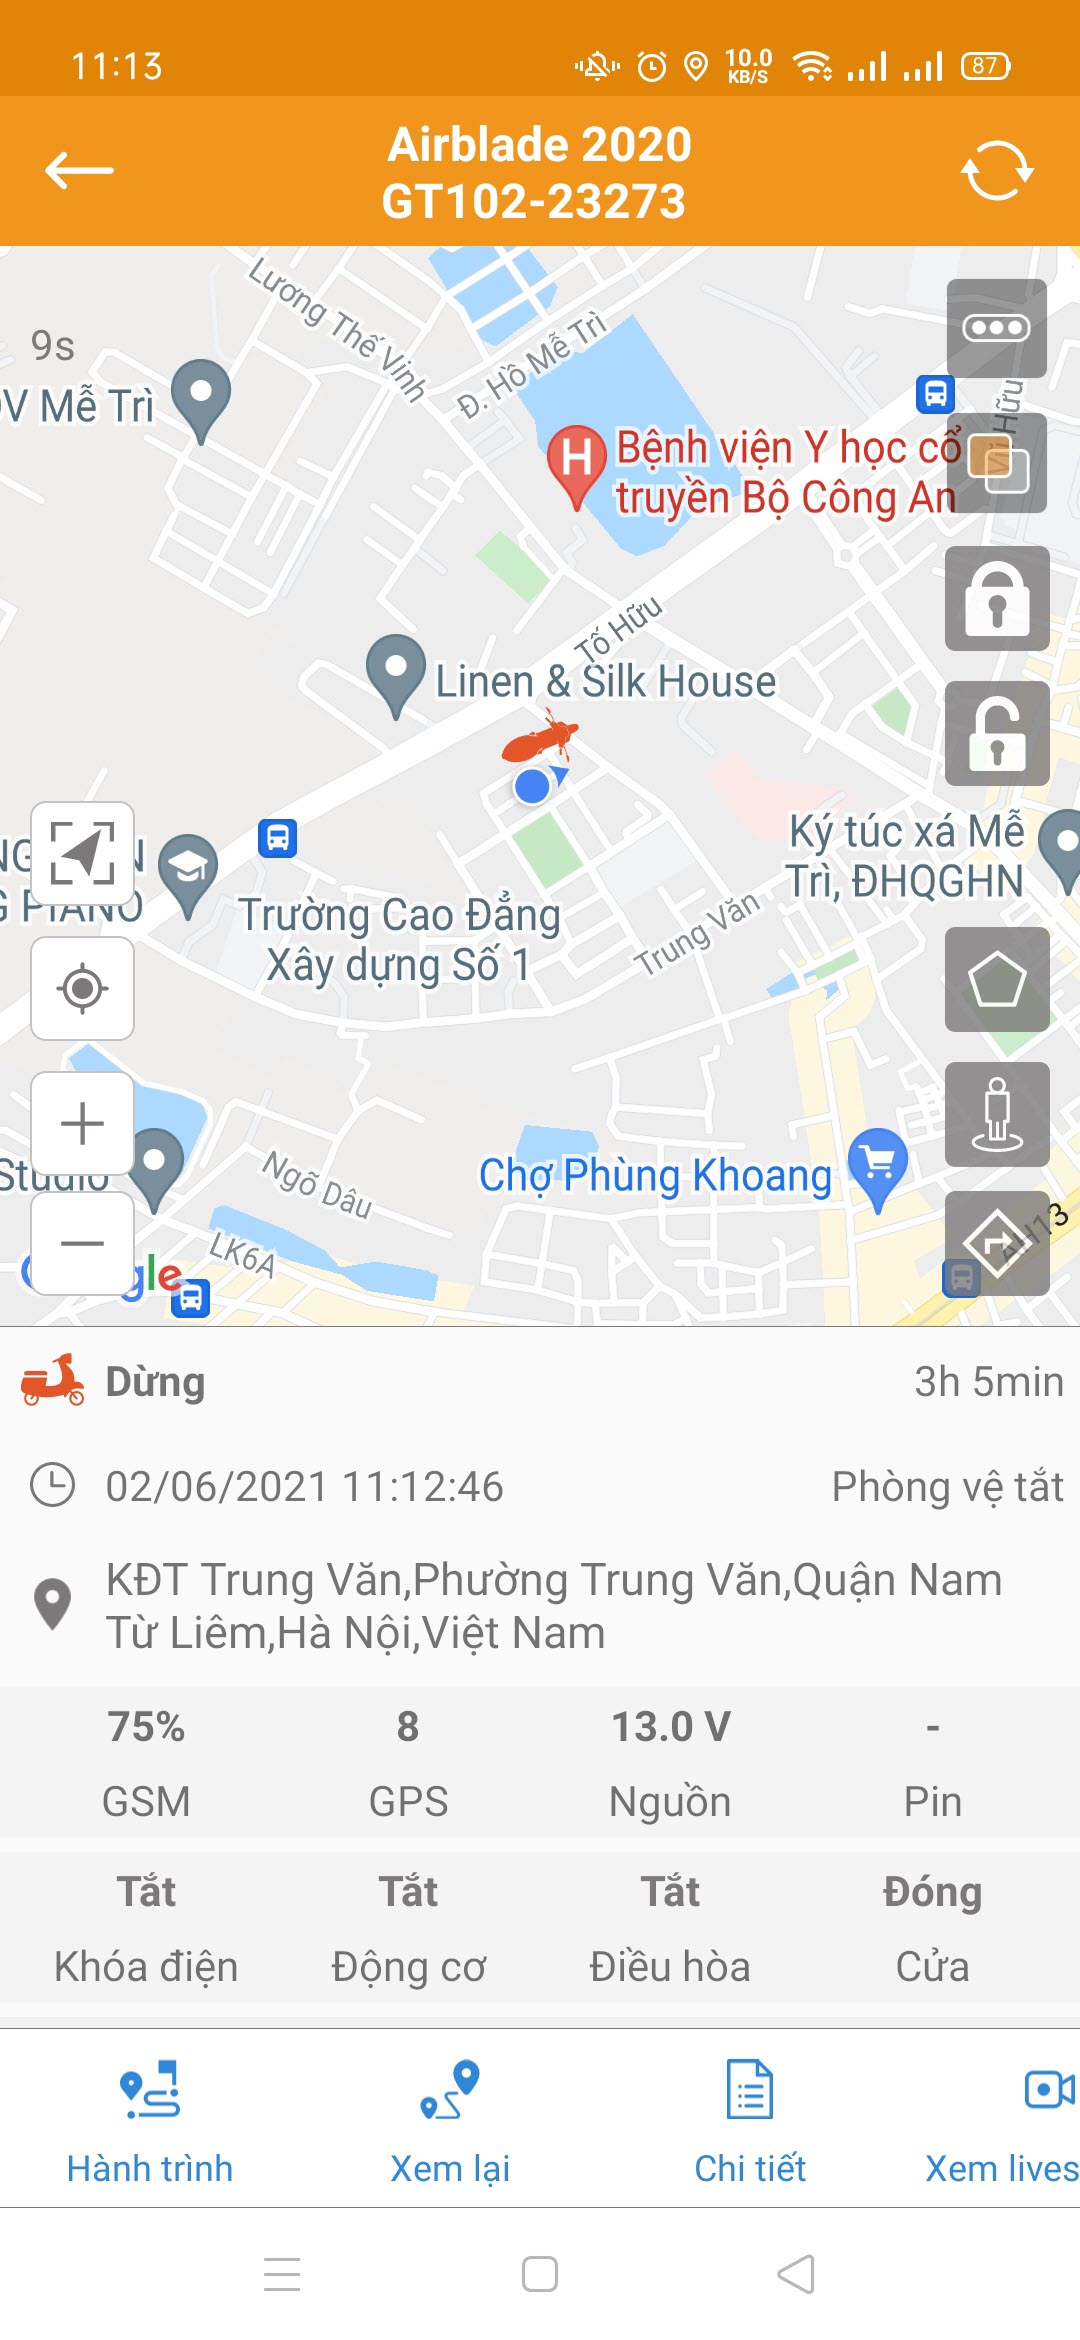 11:13
10.0
KB/S
87
Airblade 2020
GT102-23273
9s
Lương Thế Vinh
Đ. Hồ Mễ Trì
V Mễ Trì
Hữu
H Bệnh viện Y học cổ
truyền Bộ Công An
Tố Hữu
Linen & Silk House
Ký túc xá Mễ
Trì, ĐHQGHN
PIANO
Trường Cao Đẳng
Xây dựng Số 1
Trung Văn
Studio
Ngõ Dâu
Chợ Phùng Khoang
LK6A
AH13
Dừng
3h 5min
02/06/2021 11:12:46
Phòng vệ tắt
KĐT Trung Văn,Phường Trung Văn,Quận Nam
Từ Liêm,Hà Nội,Việt Nam
75% 8 13.0 V -
GSM GPS Nguồn Pin
Tắt Tắt Tắt Đóng
Khóa điện Động cơ Điều hòa Cửa
Hành trình Xem lại Chi tiết Xem lives